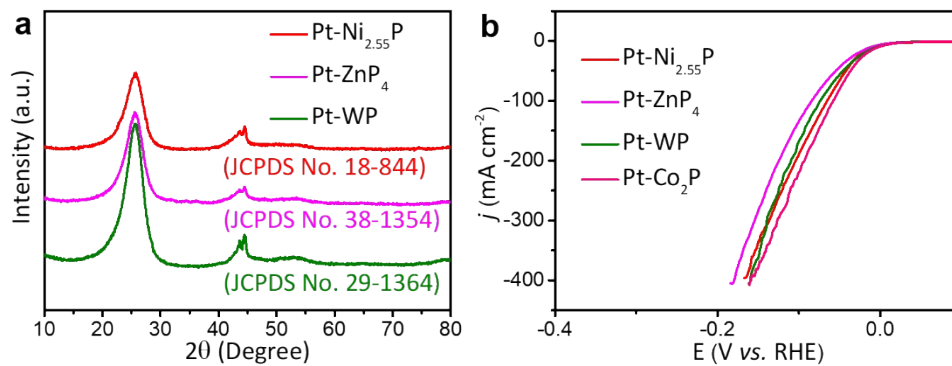 a
Intensity (a.u.)
Pt-Ni2.55P
Pt-ZnP4
Pt-WP
(JCPDS No. 18-844)
(JCPDS No. 38-1354)
(JCPDS No. 29-1364)
10 20 30 40 50 60 70 80
2θ (Degree)
b
j (mA cm-2)
0
-100
-200
-300
-400
Pt-Ni2.55P
Pt-ZnP4
Pt-WP
Pt-Co2P
-0.4 -0.2 0.0
E (V vs. RHE)